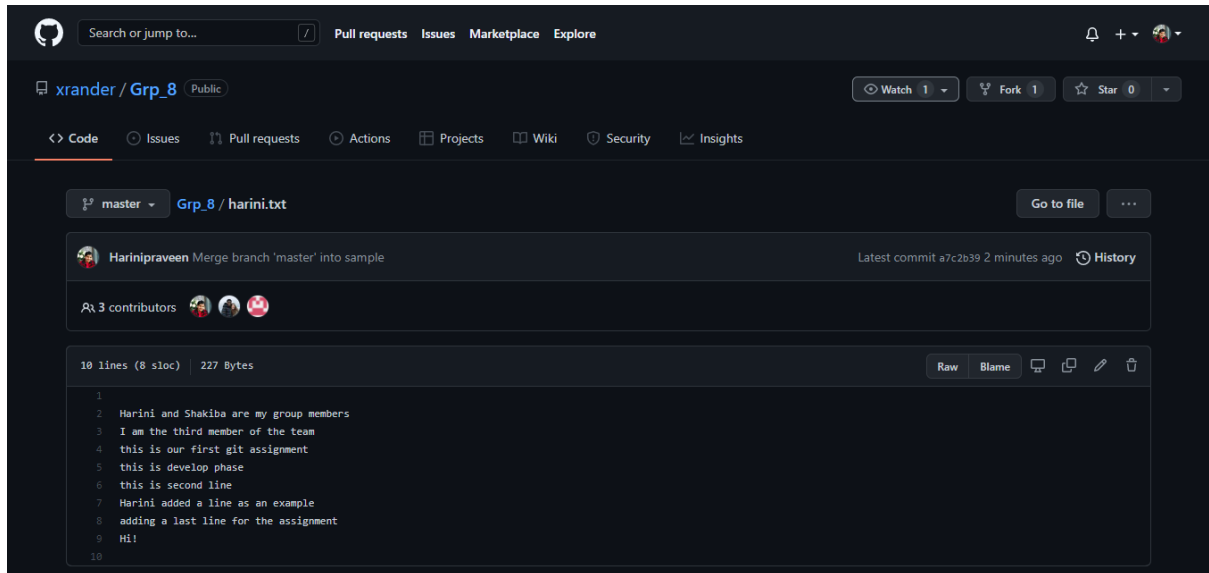 Search or jump to... / Pull requests Issues Marketplace Explore
xrander / Grp_8 Public Watch 1 Fork 1 Star 0
<> Code Issues Pull requests Actions Projects Wiki Security Insights
master Grp_8 / harini.txt Go to file ...
Harinipraveen Merge branch 'master' into sample Latest commit a7c2b39 2 minutes ago History
3 contributors
10 lines (8 sloc) 227 Bytes Raw Blame
1
2 Harini and Shakiba are my group members
3 I am the third member of the team
4 this is our first git assignment
5 this is develop phase
6 this is second line
7 Harini added a line as an example
8 adding a last line for the assignment
9 Hi!
10